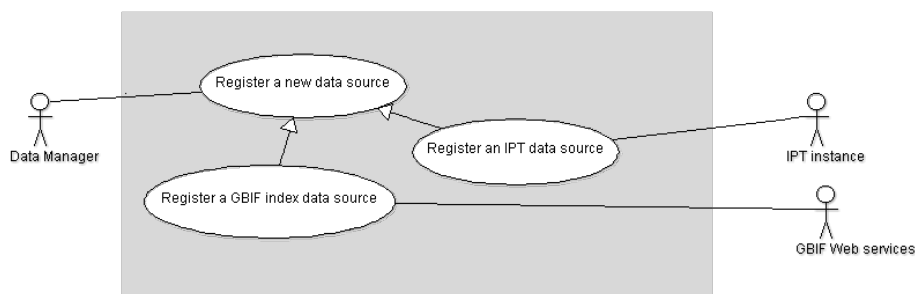 Register a new data source
Data Manager
Register an IPT data source
IPT instance
Register a GBIF index data source
GBIF Web services